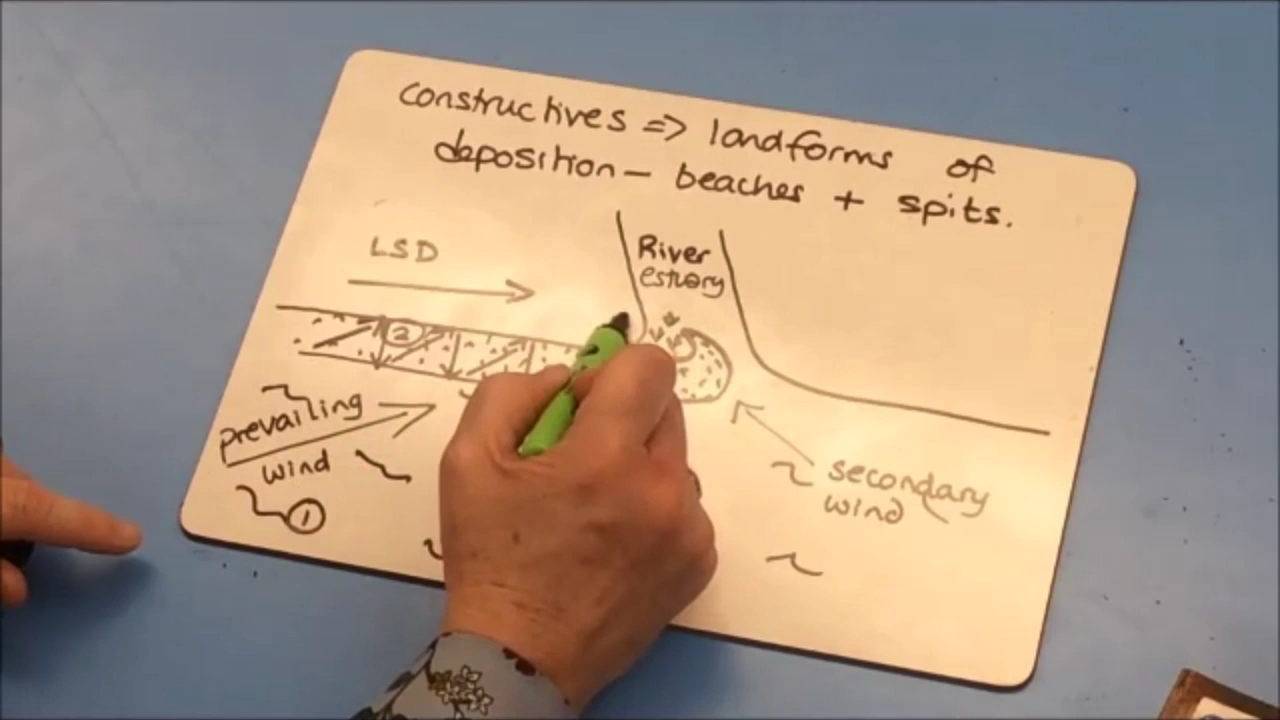 constructives => landforms of
deposition – beaches + spits.
LSD
River
estuary
2
prevailing
wind
1
secondary
wind